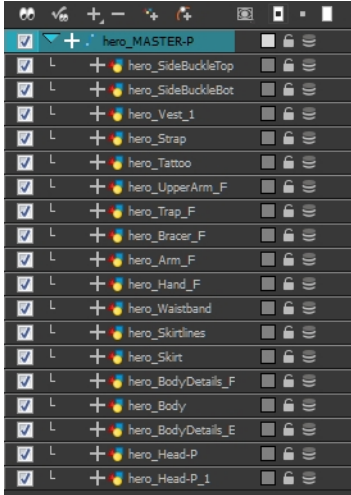 hero_MASTER-P
hero_SideBuckleTop
hero_SideBuckleBot
hero_Vest_1
hero_Strap
hero_Tattoo
hero_UpperArm_F
hero_Trap_F
hero_Bracer_F
hero_Arm_F
hero_Hand_F
hero_Waistband
hero_Skirtlines
hero_Skirt
hero_BodyDetails_F
hero_Body
hero_BodyDetails_E
hero_Head-P
hero_Head-P_1